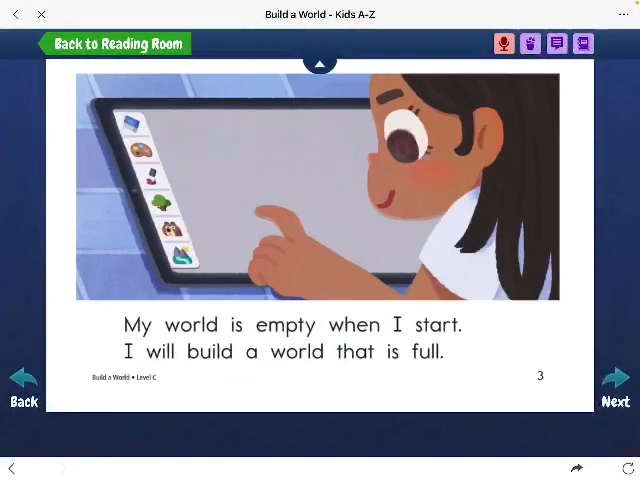 Build a World - Kids A-Z
Back to Reading Room
My world is empty when I start.
I will build a world that is full.
Build a World • Level C
3
Back
Next